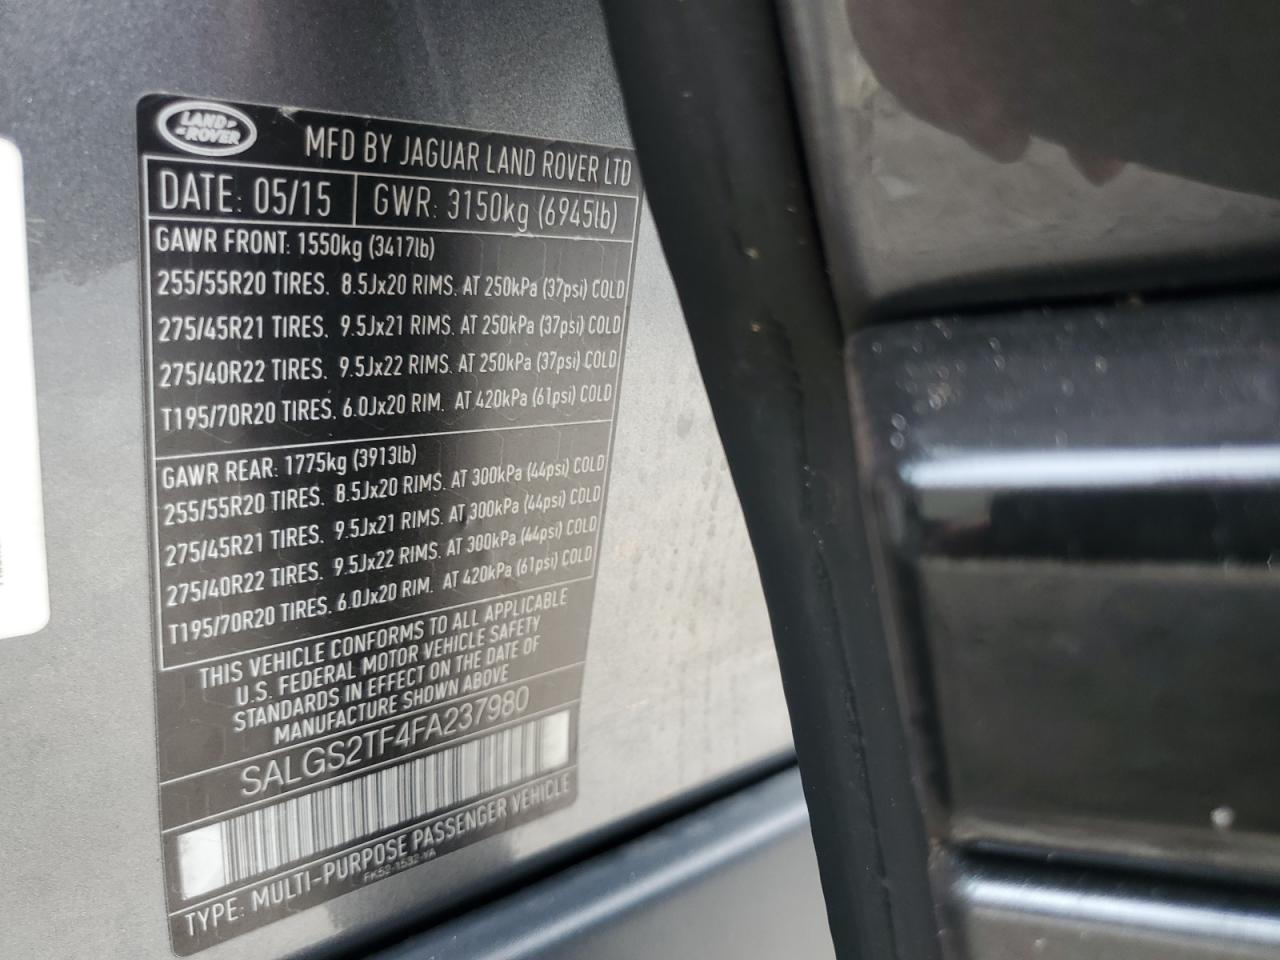 LAND ROVER
MFD BY JAGUAR LAND ROVER LTD
DATE: 05/15 GWR: 3150kg (6945lb)
GAWR FRONT: 1550kg (3417lb)
255/55R20 TIRES. 8.5Jx20 RIMS. AT 250kPa (37psi) COLD
275/45R21 TIRES. 9.5Jx21 RIMS. AT 250kPa (37psi) COLD
275/40R22 TIRES. 9.5Jx22 RIMS. AT 250kPa (37psi) COLD
T195/70R20 TIRES. 6.0Jx20 RIM. AT 420kPa (61psi) COLD
GAWR REAR: 1775kg (3913lb)
255/55R20 TIRES. 8.5Jx20 RIMS. AT 300kPa (44psi) COLD
275/45R21 TIRES. 9.5Jx21 RIMS. AT 300kPa (44psi) COLD
275/40R22 TIRES. 9.5Jx22 RIMS. AT 300kPa (44psi) COLD
T195/70R20 TIRES. 6.0Jx20 RIM. AT 420kPa (61psi) COLD
THIS VEHICLE CONFORMS TO ALL APPLICABLE
U.S. FEDERAL MOTOR VEHICLE SAFETY
STANDARDS IN EFFECT ON THE DATE OF
MANUFACTURE SHOWN ABOVE
SALGS2TF4FA237980
TYPE: MULTI-PURPOSE PASSENGER VEHICLE
FK52-1532-YA